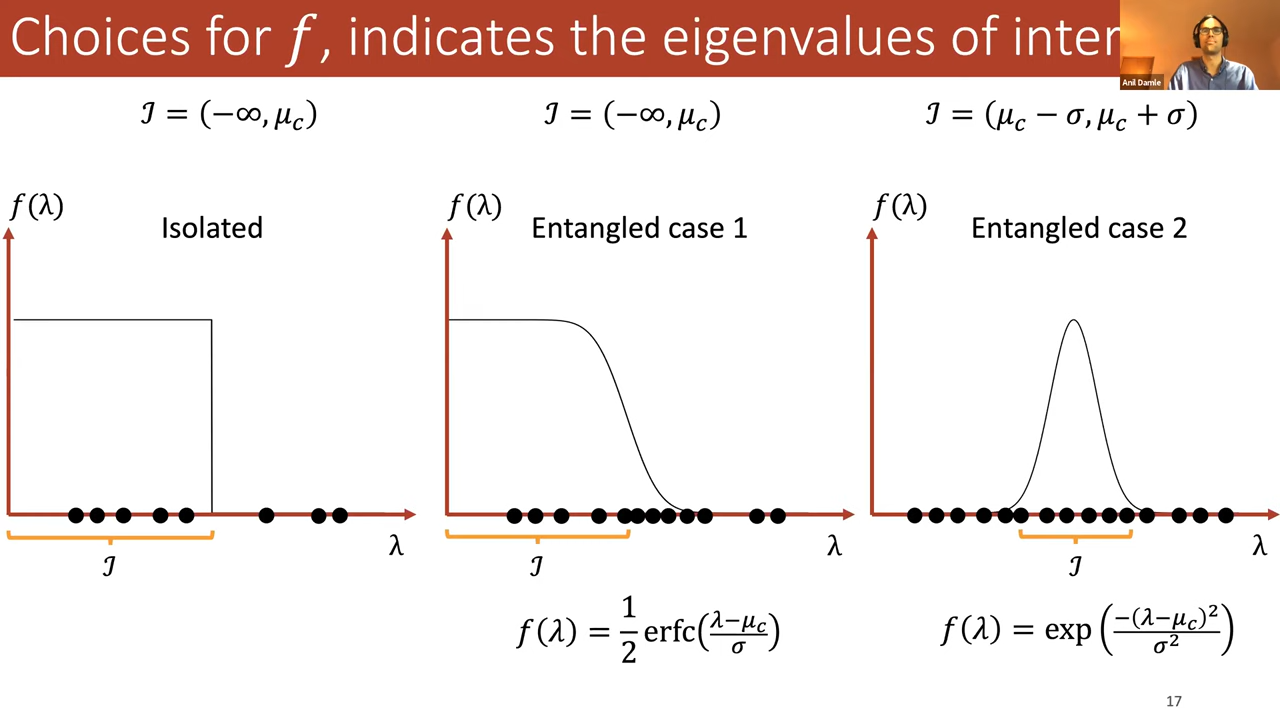 Choices for f, indicates the eigenvalues of inter
Anil Damle
ℐ = (−∞, μ_c)
ℐ = (−∞, μ_c)
ℐ = (μ_c − σ, μ_c + σ)
f(λ)
Isolated
λ
ℐ
f(λ)
Entangled case 1
λ
ℐ
f(λ) = 1/2 erfc((λ−μ_c)/σ)
f(λ)
Entangled case 2
λ
ℐ
f(λ) = exp(−(λ−μ_c)²/σ²)
17